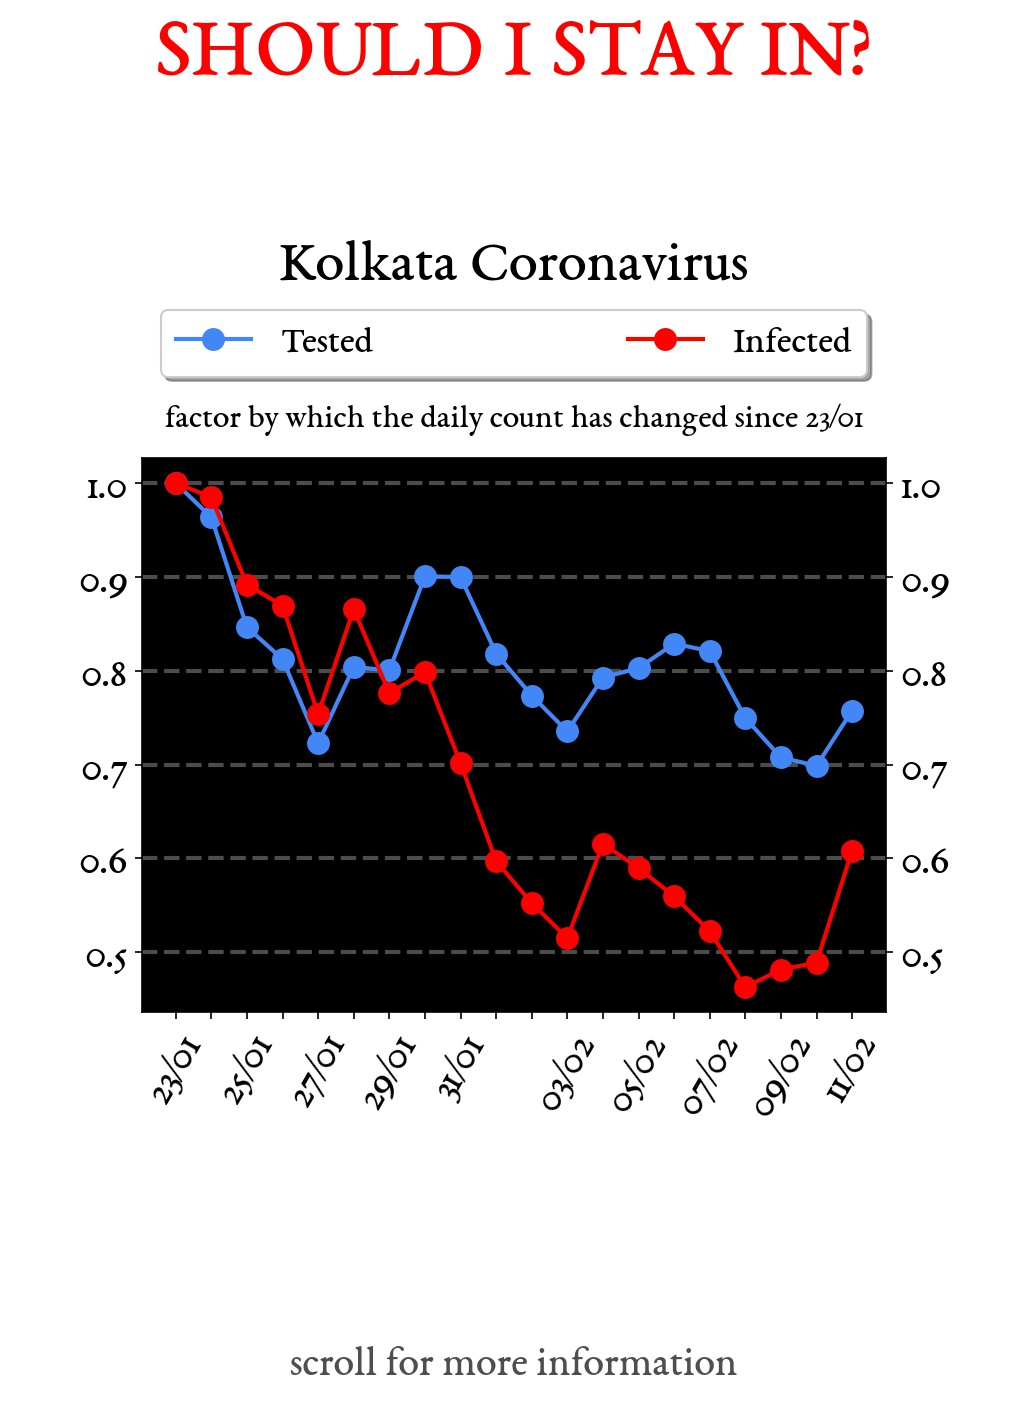 SHOULD I STAY IN?
Kolkata Coronavirus
Tested Infected
factor by which the daily count has changed since 23/01
1.0 1.0
0.9 0.9
0.8 0.8
0.7 0.7
0.6 0.6
0.5 0.5
23/01 25/01 27/01 29/01 31/01 03/02 05/02 07/02 09/02 11/02
scroll for more information